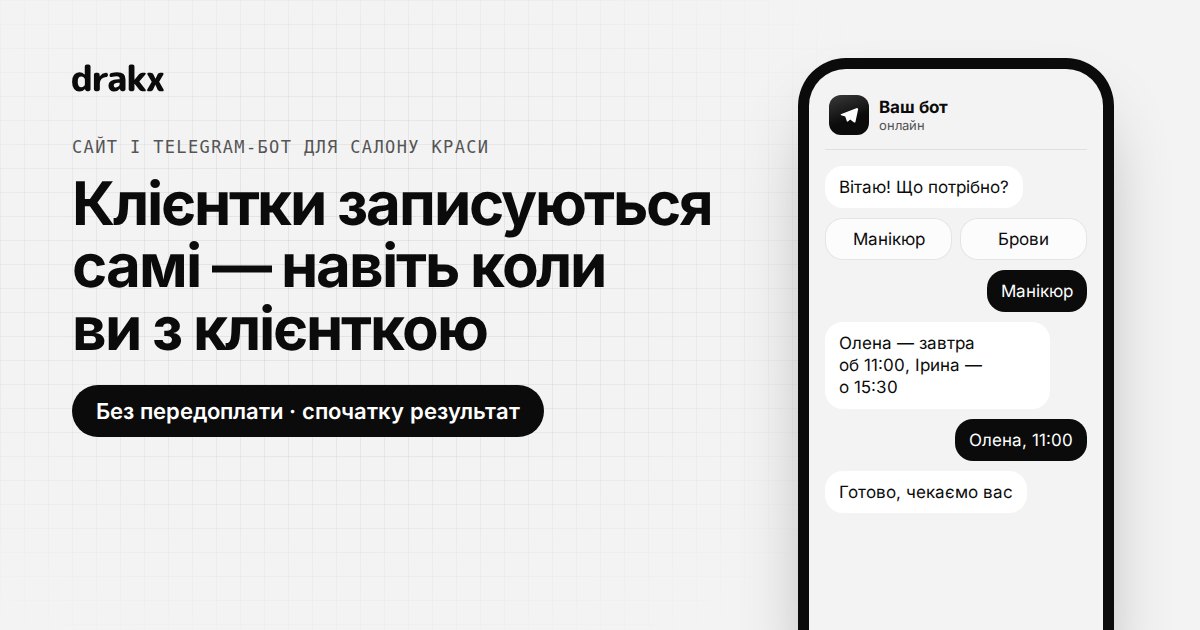 drakx
САЙТ І TELEGRAM-БОТ ДЛЯ САЛОНУ КРАСИ
Клієнтки записуються
самі — навіть коли
ви з клієнткою
Без передоплати · спочатку результат
Ваш бот
онлайн
Вітаю! Що потрібно?
Манікюр
Брови
Манікюр
Олена — завтра
об 11:00, Ірина —
о 15:30
Олена, 11:00
Готово, чекаємо вас